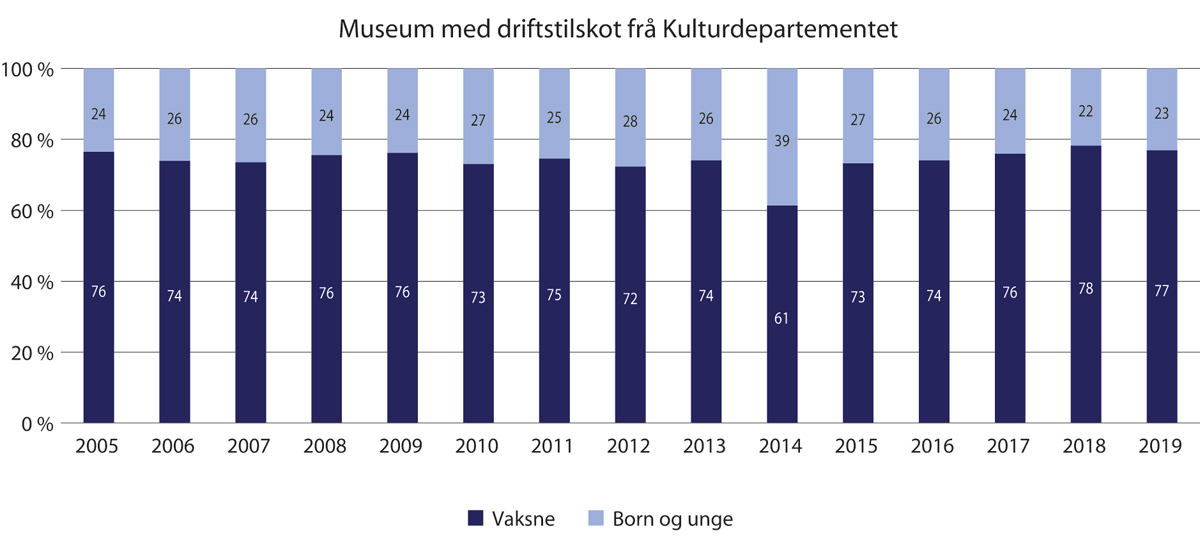 Museum med driftstilskot frå Kulturdepartementet
100 %
80 %
60 %
40 %
20 %
0 %
24 26 26 24 24 27 25 28 26 39 27 26 24 22 23
76 74 74 76 76 73 75 72 74 61 73 74 76 78 77
2005 2006 2007 2008 2009 2010 2011 2012 2013 2014 2015 2016 2017 2018 2019
Vaksne Born og unge